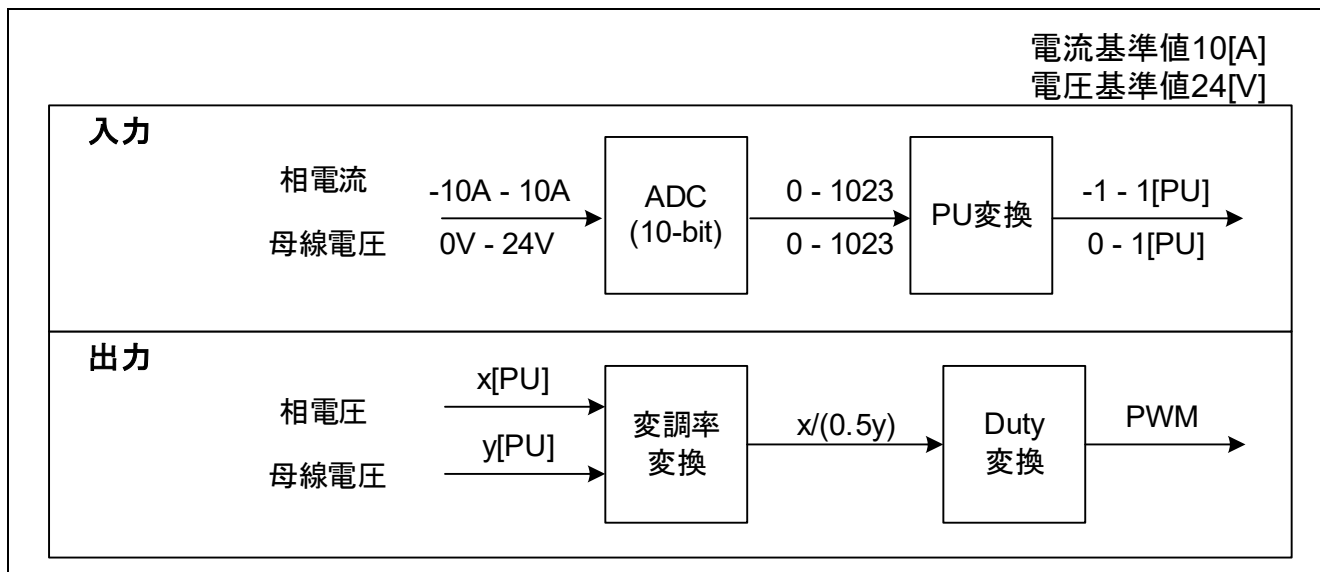 電流基準値10[A]
電圧基準値24[V]
入力
相電流
母線電圧
-10A - 10A
0V - 24V
ADC
(10-bit)
0 - 1023
0 - 1023
PU変換
-1 - 1[PU]
0 - 1[PU]
出力
相電圧
母線電圧
x[PU]
y[PU]
変調率
変換
x/(0.5y)
Duty
変換
PWM